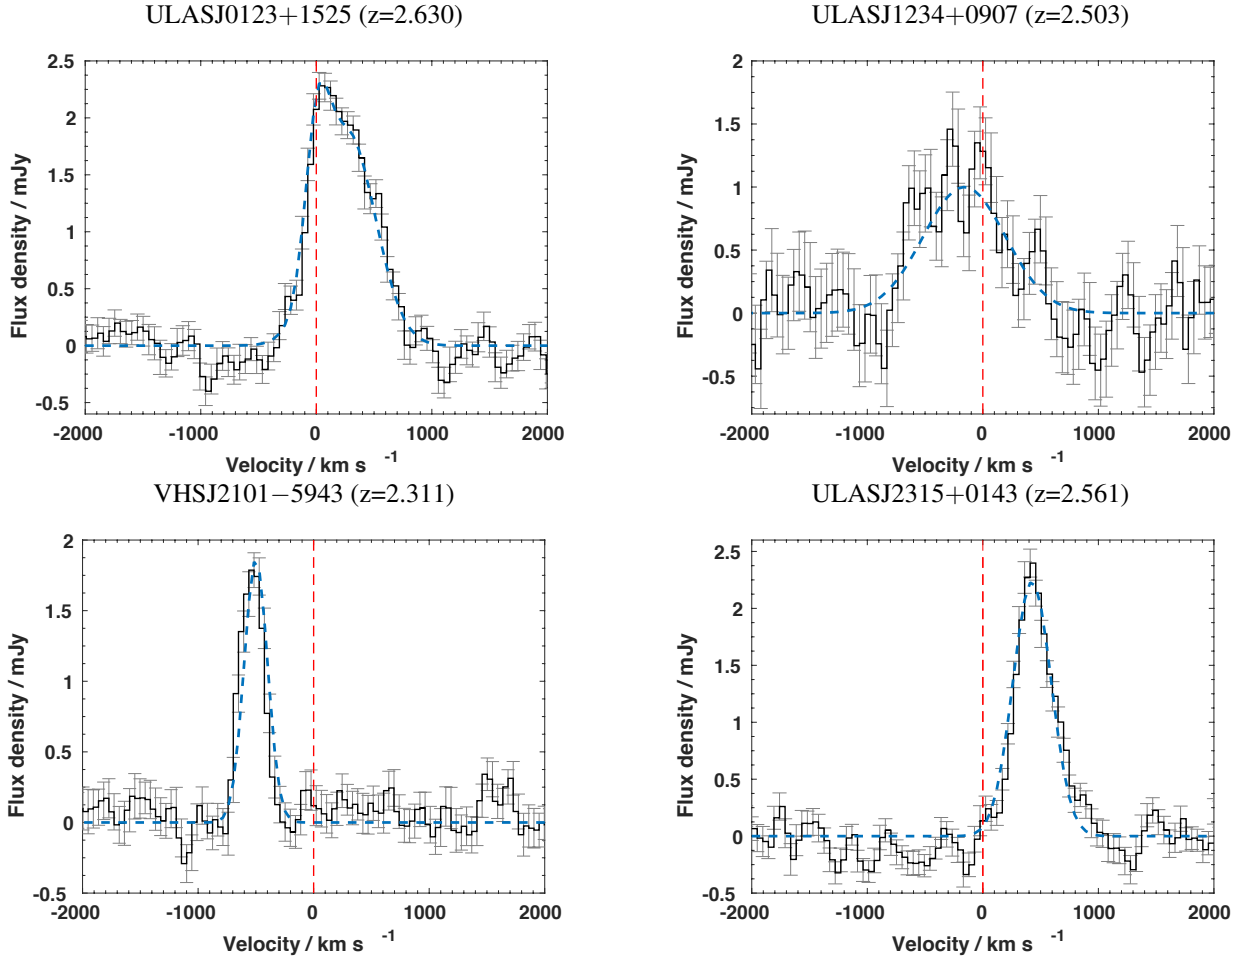 ULASJ0123+1525 (z=2.630)
2.5
2
1.5
1
0.5
0
-0.5
Flux density / mJy
-2000 -1000 0 1000 2000
Velocity / km s -1
ULASJ1234+0907 (z=2.503)
2
1.5
1
0.5
0
-0.5
Flux density / mJy
-2000 -1000 0 1000 2000
Velocity / km s -1
VHSJ2101−5943 (z=2.311)
2
1.5
1
0.5
0
-0.5
Flux density / mJy
-2000 -1000 0 1000 2000
Velocity / km s -1
ULASJ2315+0143 (z=2.561)
2.5
2
1.5
1
0.5
0
-0.5
Flux density / mJy
-2000 -1000 0 1000 2000
Velocity / km s -1